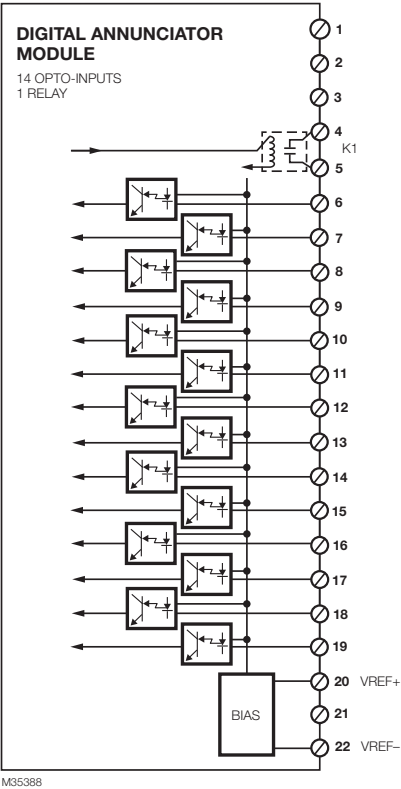 DIGITAL ANNUNCIATOR
MODULE
14 OPTO-INPUTS
1 RELAY
1
2
3
4
K1
5
6
7
8
9
10
11
12
13
14
15
16
17
18
19
20 VREF+
BIAS
21
22 VREF–
M35388